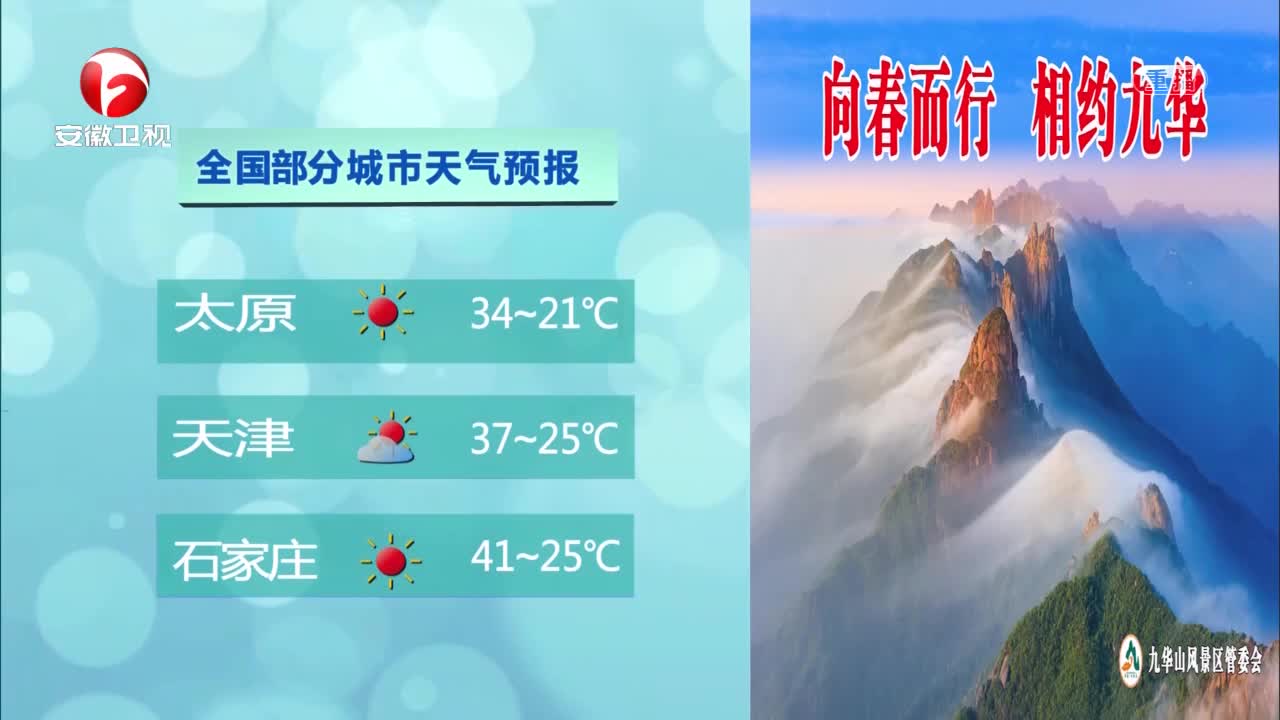 安徽卫视
全国部分城市天气预报
太原 34~21℃
天津 37~25℃
石家庄 41~25℃
向春而行 相约九华
重播
九华山风景区管委会